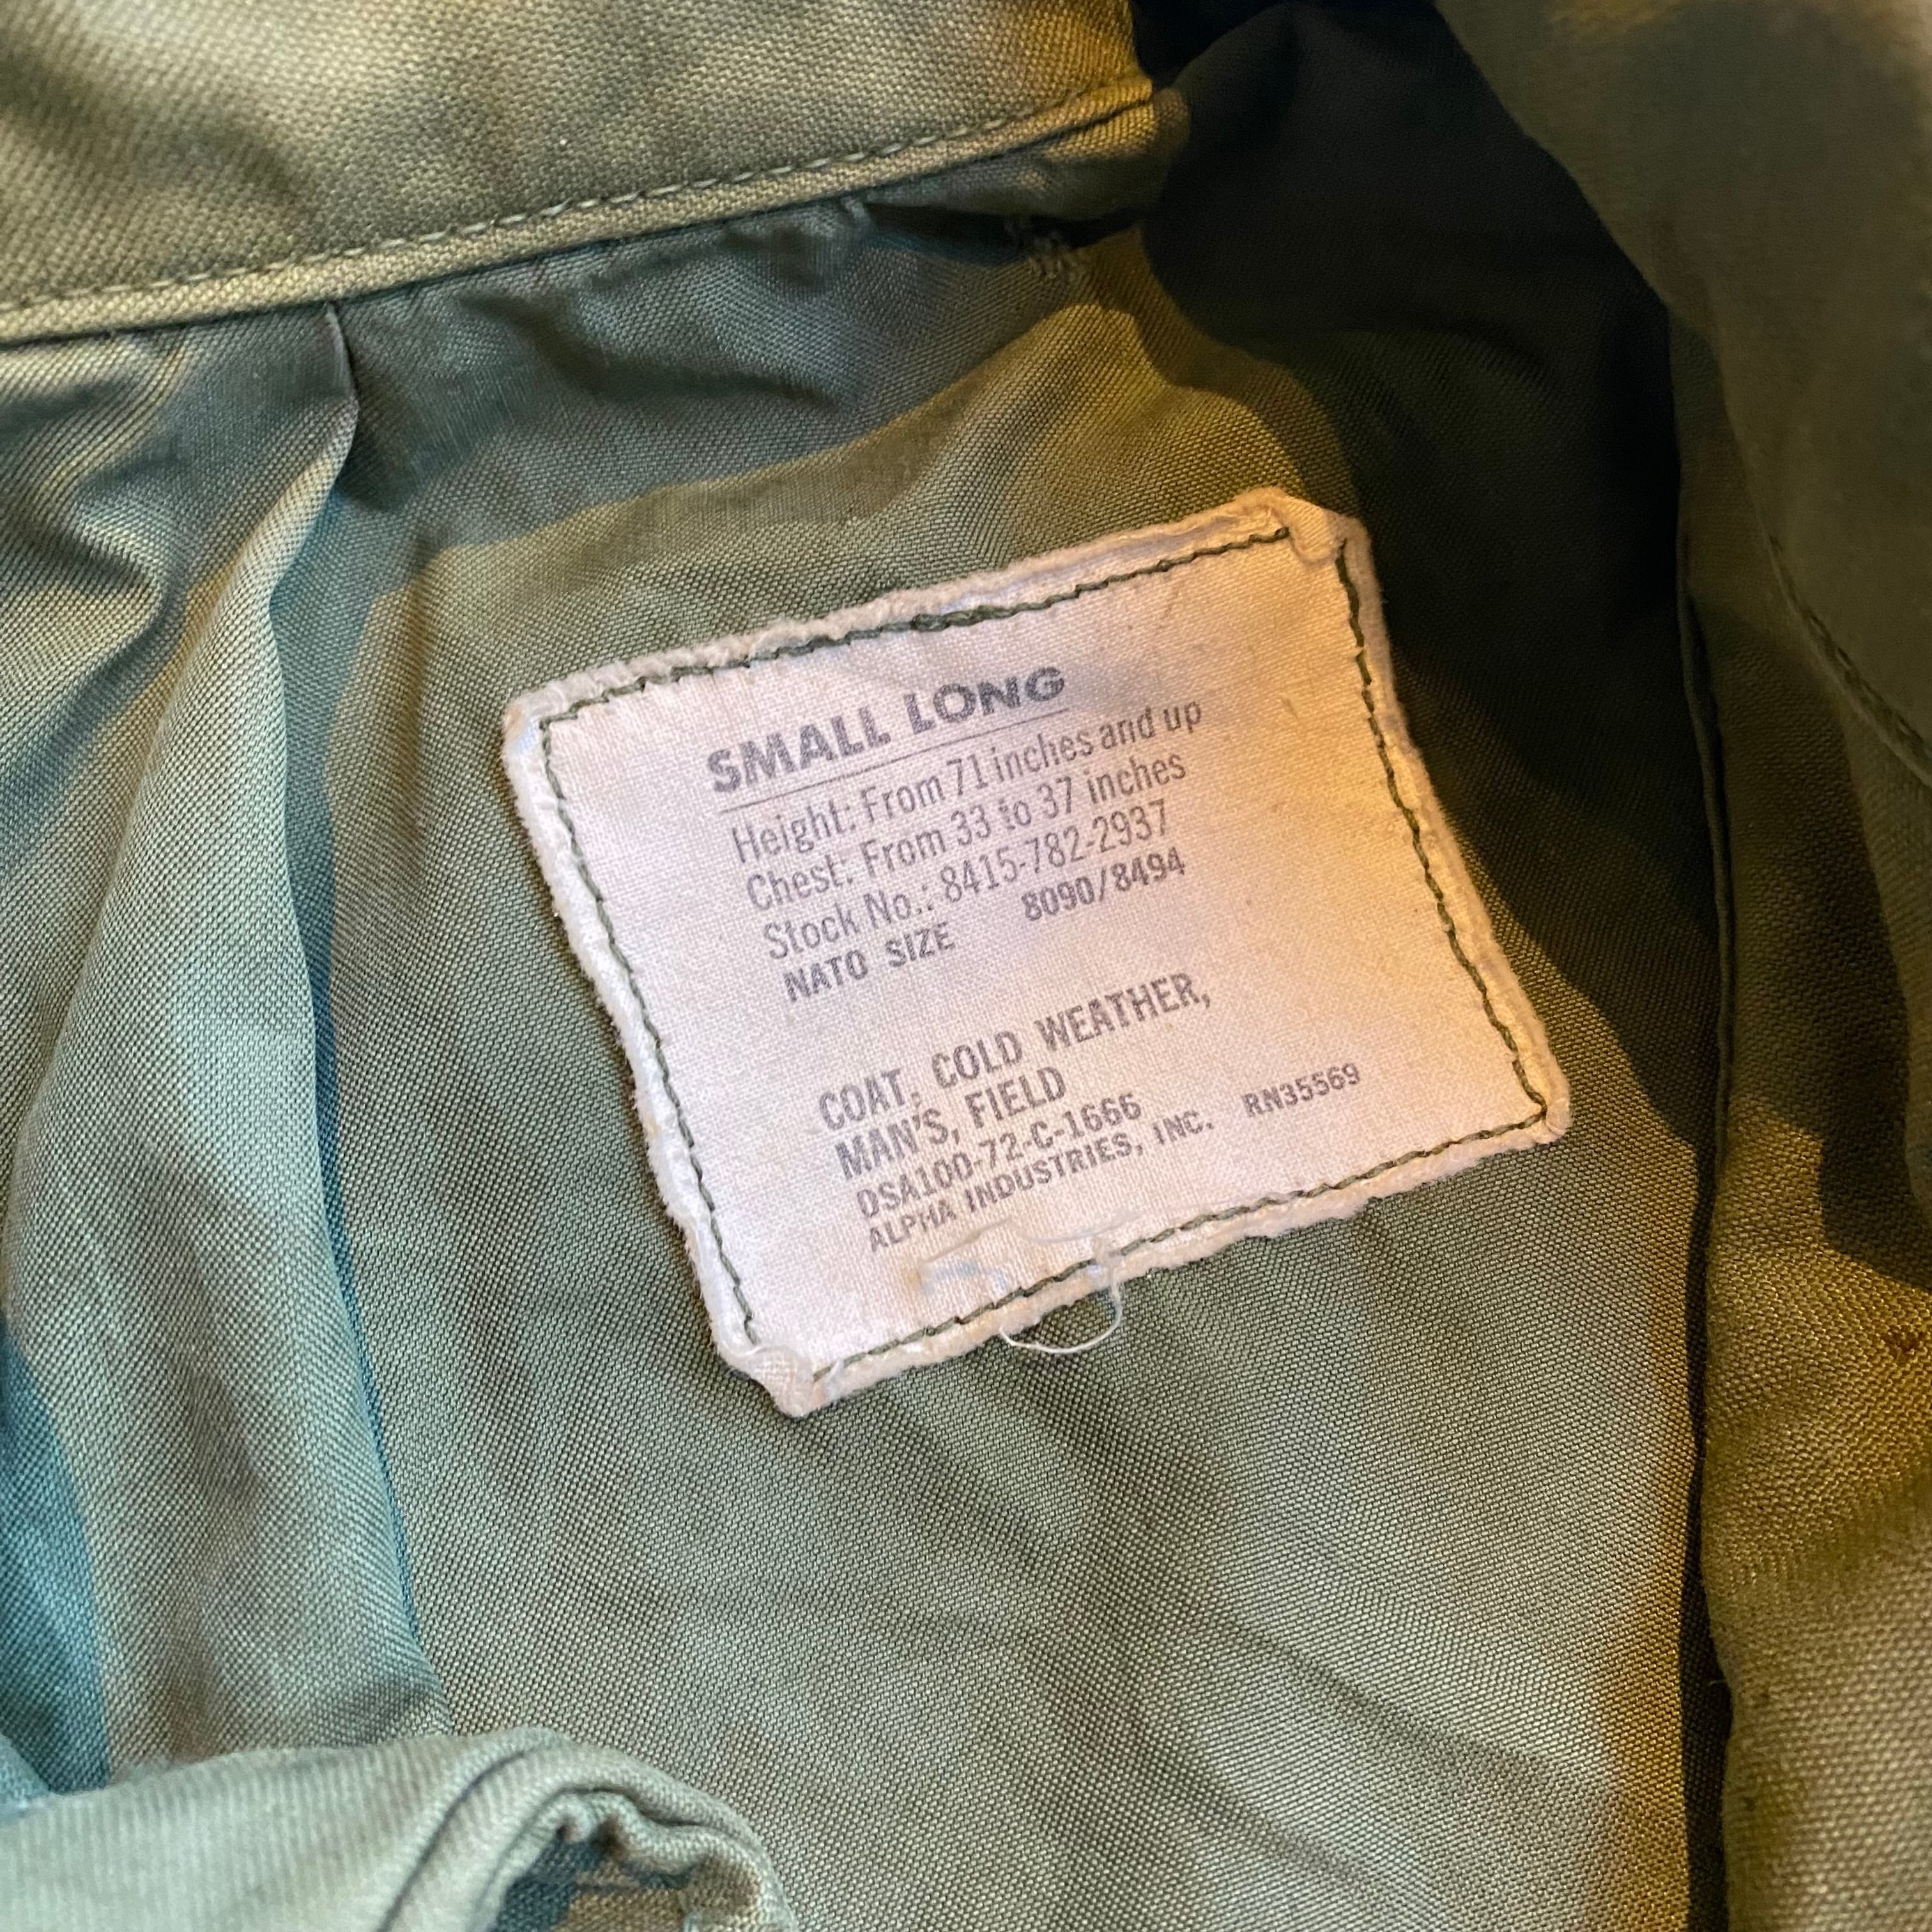 SMALL LONG
Height: From 71 inches and up
Chest: From 33 to 37 inches
Stock No.: 8415-782-2937
NATO SIZE 8090/8494
COAT, COLD WEATHER,
MAN'S, FIELD
DSA100-72-C-1666
ALPHA INDUSTRIES, INC. RN35569